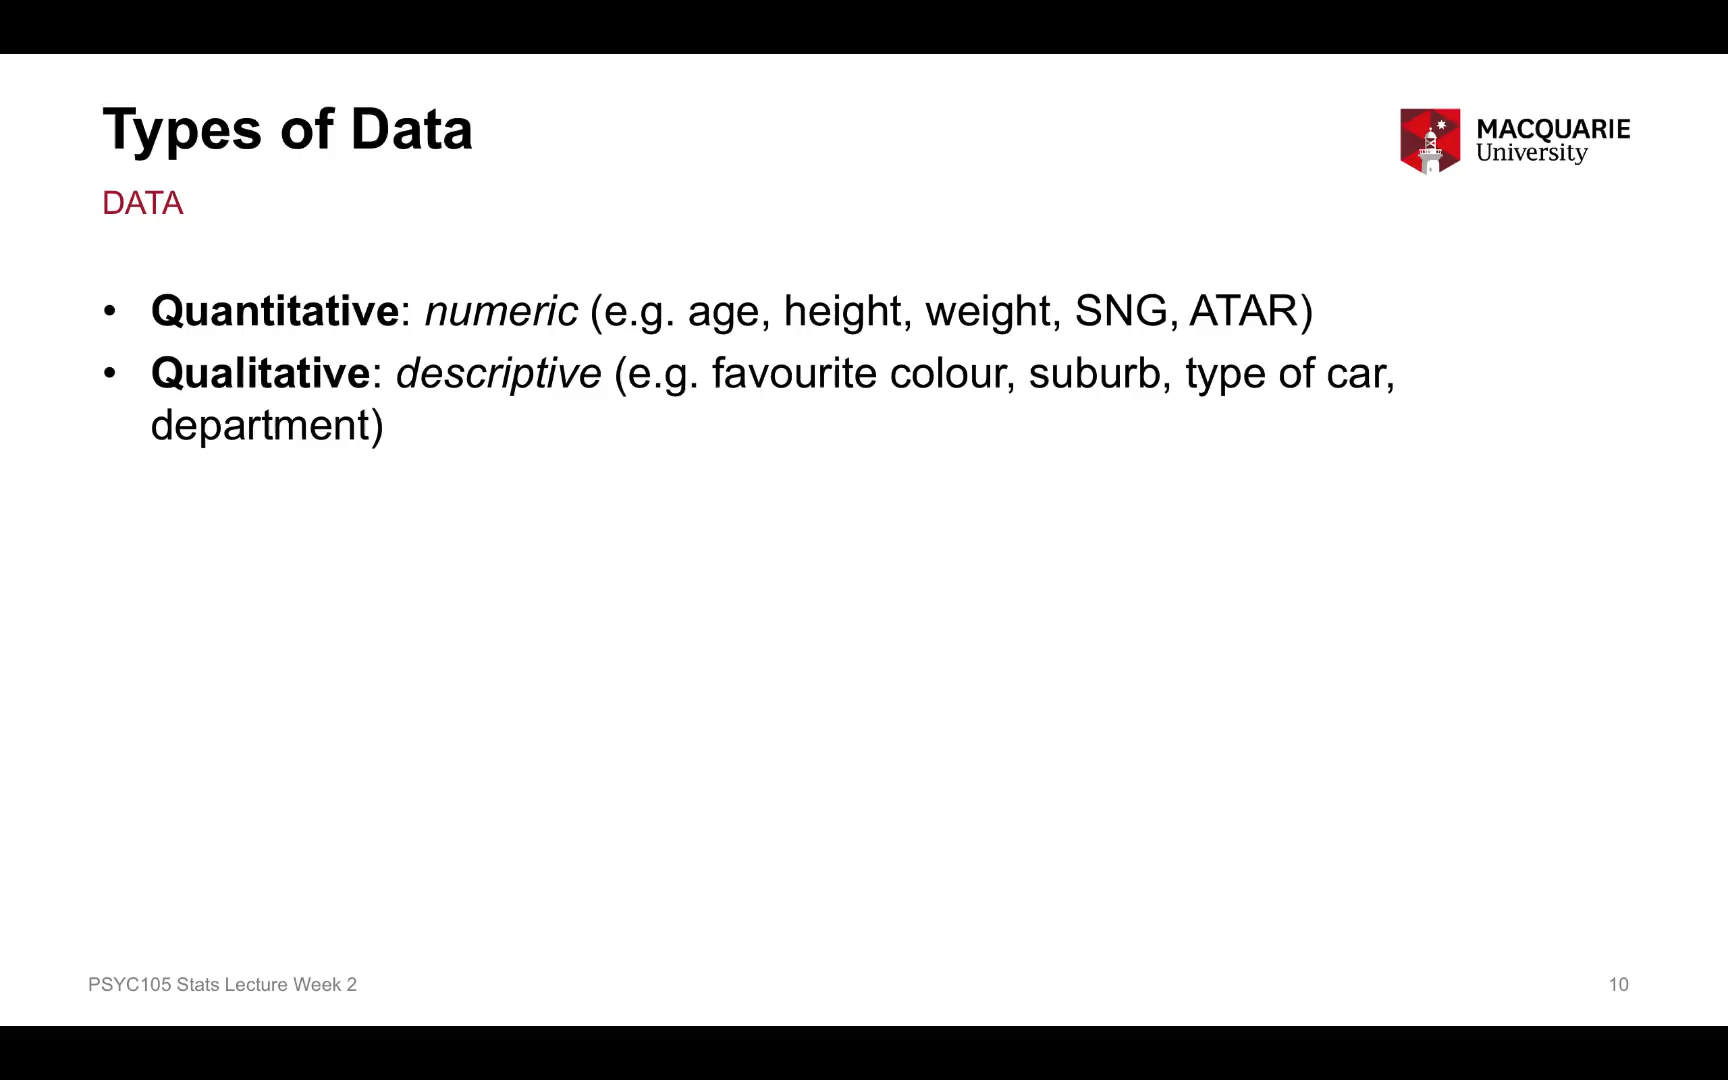 Types of Data
MACQUARIE
University
DATA
• Quantitative: numeric (e.g. age, height, weight, SNG, ATAR)
• Qualitative: descriptive (e.g. favourite colour, suburb, type of car,
department)
PSYC105 Stats Lecture Week 2
10